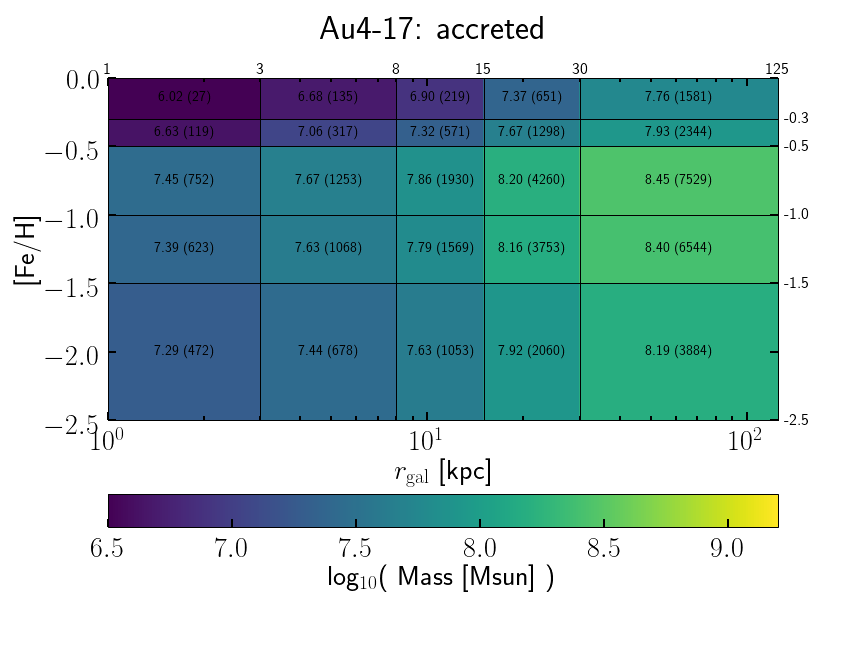 Au4-17: accreted
1 3 8 15 30 125
0.0
6.02 (27) 6.68 (135) 6.90 (219) 7.37 (651) 7.76 (1581)
-0.3
6.63 (119) 7.06 (317) 7.32 (571) 7.67 (1298) 7.93 (2344)
−0.5 -0.5
7.45 (752) 7.67 (1253) 7.86 (1930) 8.20 (4260) 8.45 (7529)
−1.0 -1.0
[Fe/H]
7.39 (623) 7.63 (1068) 7.79 (1569) 8.16 (3753) 8.40 (6544)
−1.5 -1.5
−2.0
7.29 (472) 7.44 (678) 7.63 (1053) 7.92 (2060) 8.19 (3884)
−2.5 -2.5
10⁰ 10¹ 10²
r_gal [kpc]
6.5 7.0 7.5 8.0 8.5 9.0
log₁₀( Mass [Msun] )